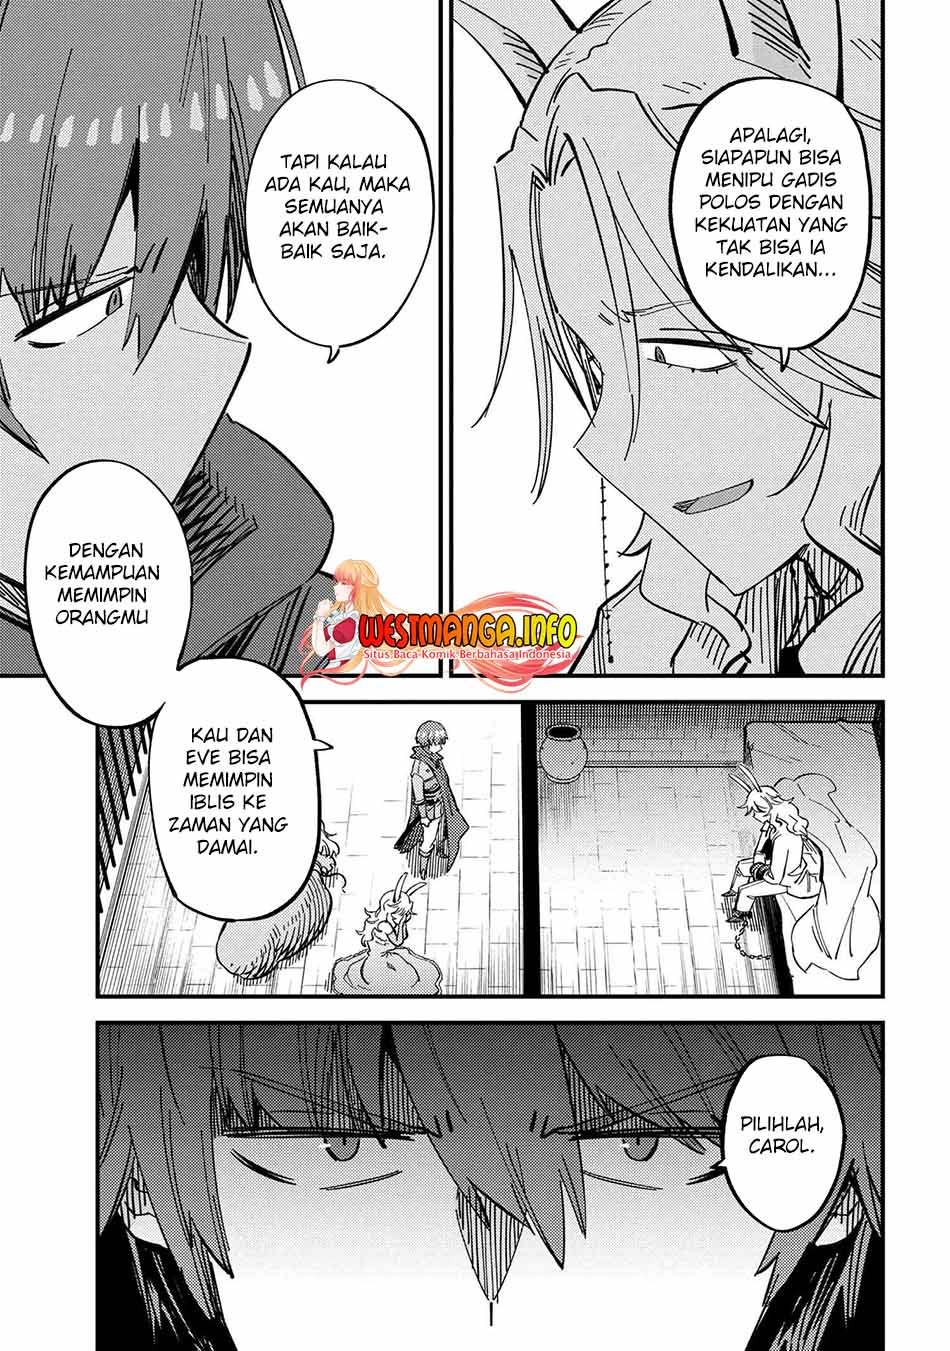 APALAGI,
SIAPAPUN BISA
MENIPU GADIS
POLOS DENGAN
KEKUATAN YANG
TAK BISA IA
KENDALIKAN...
TAPI KALAU
ADA KAU, MAKA
SEMUANYA
AKAN BAIK-
BAIK SAJA.
DENGAN
KEMAMPUAN
MEMIMPIN
ORANGMU
WESTMANGA.INFO
Situs Baca Komik Berbahasa Indonesia
KAU DAN
EVE BISA
MEMIMPIN
IBLIS KE
ZAMAN YANG
DAMAI.
PILIHLAH,
CAROL.